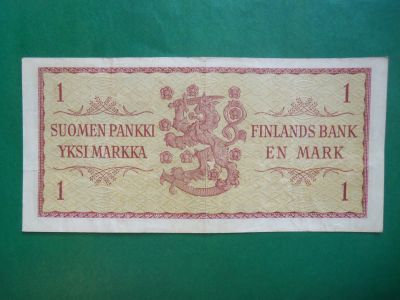 1 1
SUOMEN PANKKI FINLANDS BANK
YKSI MARKKA EN MARK
1 1